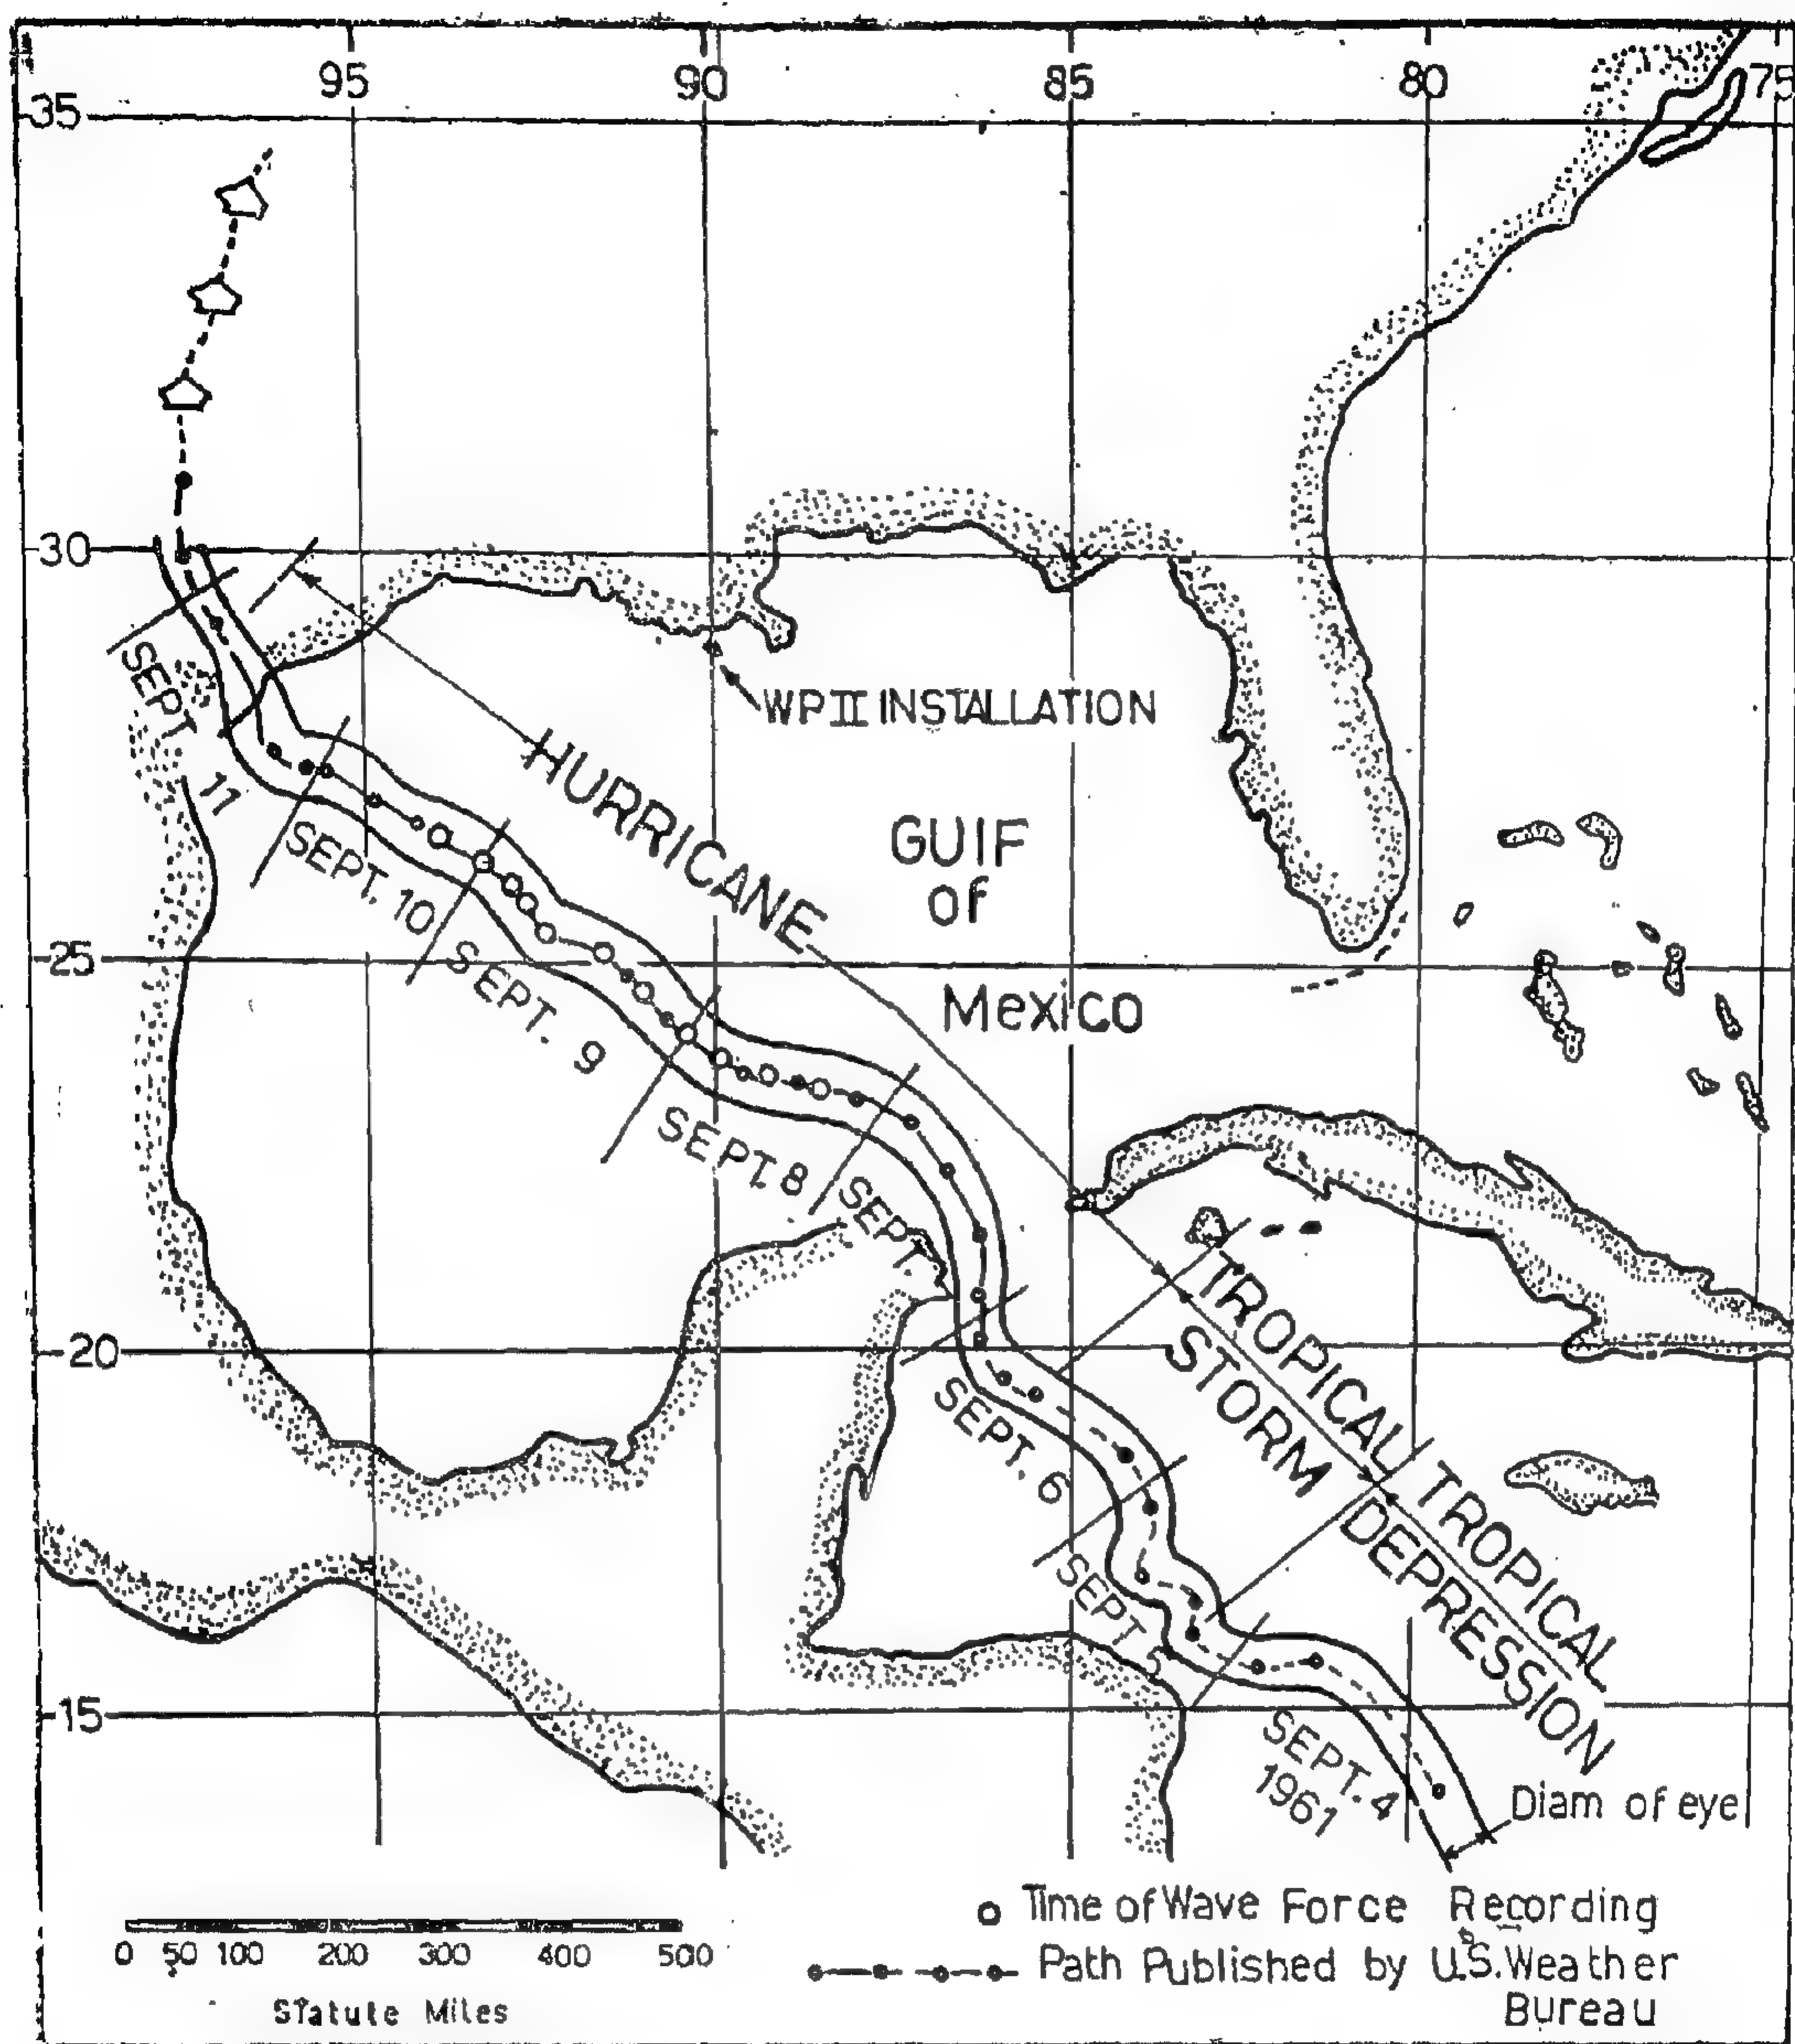 95 90 85 80 75
35
30
WP II INSTALLATION
SEPT
11
HURRICANE
GUIF
of
Mexico
SEPT. 10
25
SEPT. 9
SEPT. 8
SEPT.
20
TROPICAL
STORM
SEPT. 6
TROPICAL
DEPRESSION
SEPT. 5
15
SEPT. 4
1961
Diam of eye
Time of Wave Force Recording
Path Published by U.S. Weather
Bureau
0 50 100 200 300 400 500
Statute Miles